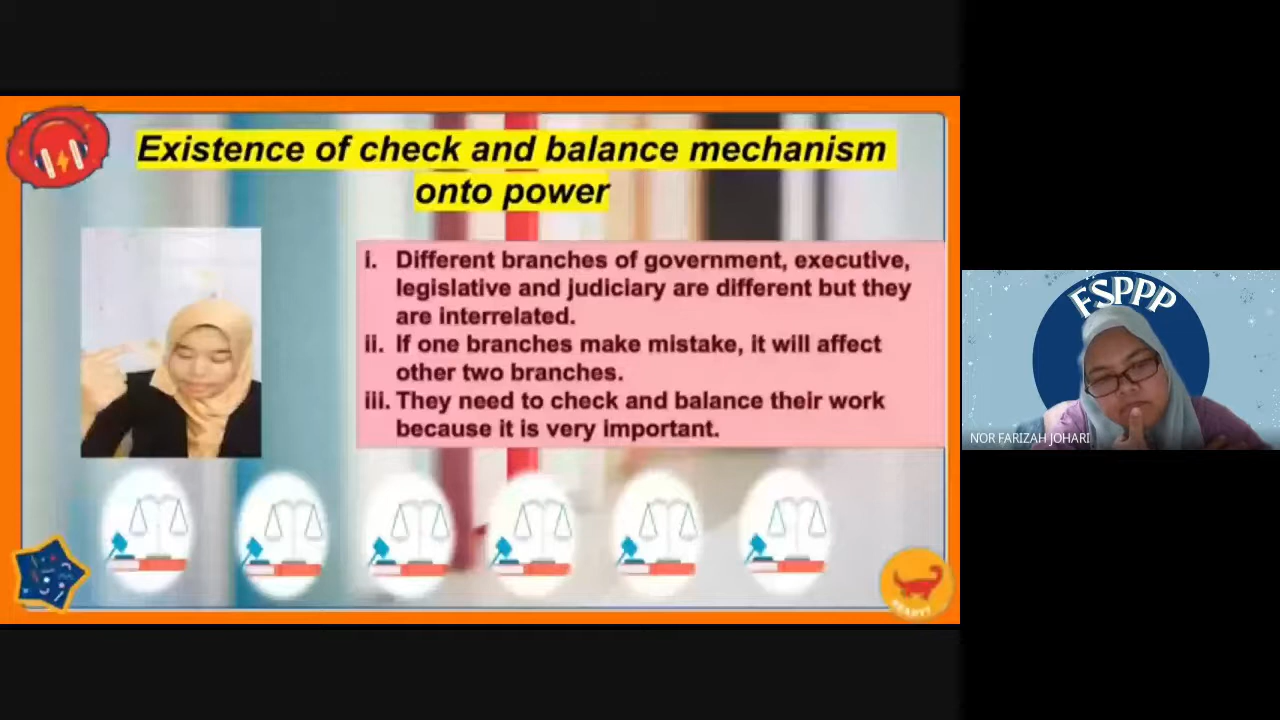 Existence of check and balance mechanism
onto power
i. Different branches of government, executive,
legislative and judiciary are different but they
are interrelated.
ii. If one branches make mistake, it will affect
other two branches.
iii. They need to check and balance their work
because it is very important.
FSPPP
NOR FARIZAH JOHARI